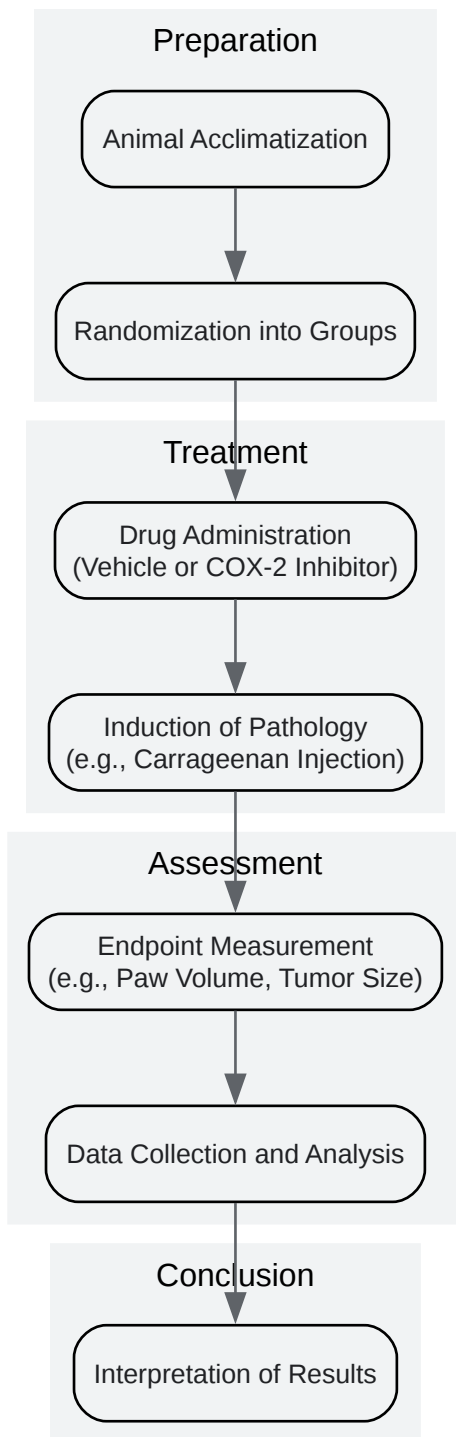 Preparation
Animal Acclimatization
Randomization into Groups
Treatment
Drug Administration
(Vehicle or COX-2 Inhibitor)
Induction of Pathology
(e.g., Carrageenan Injection)
Assessment
Endpoint Measurement
(e.g., Paw Volume, Tumor Size)
Data Collection and Analysis
Conclusion
Interpretation of Results